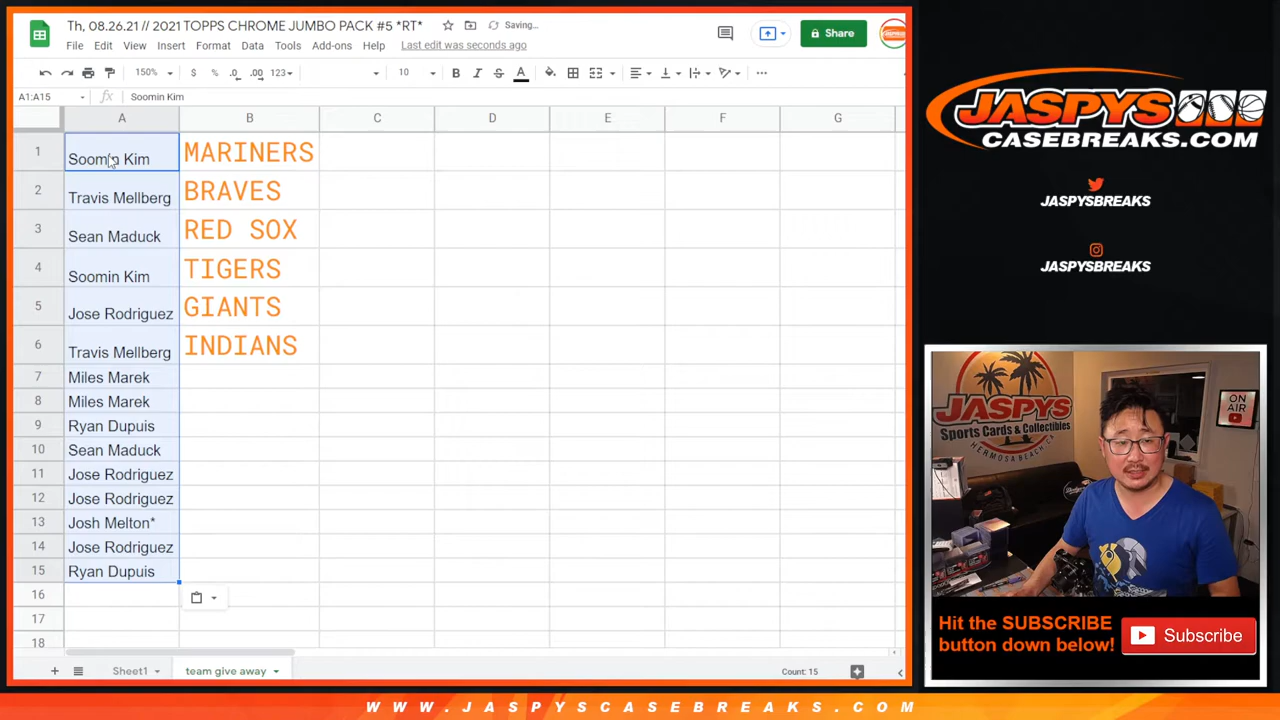 Th, 08.26.21 // 2021 TOPPS CHROME JUMBO PACK #5 *RT* Saving...
File Edit View Insert Format Data Tools Add-ons Help Last edit was seconds ago
Share
150% $ % .0 .00 123 10 B I S A
A1:A15 fx Soomin Kim
A B C D E F G
1 Soomin Kim MARINERS
2 Travis Mellberg BRAVES
3 Sean Maduck RED SOX
4 Soomin Kim TIGERS
5 Jose Rodriguez GIANTS
6 Travis Mellberg INDIANS
7 Miles Marek
8 Miles Marek
9 Ryan Dupuis
10 Sean Maduck
11 Jose Rodriguez
12 Jose Rodriguez
13 Josh Melton*
14 Jose Rodriguez
15 Ryan Dupuis
16
17
18
Sheet1 team give away Count: 15
JASPYS
CASEBREAKS.COM
JASPYSBREAKS
JASPYSBREAKS
JASPYS
Sports Cards & Collectibles
HERMOSA BEACH, CA
ON AIR
Hit the SUBSCRIBE
button down below!
Subscribe
WWW.JASPYSCASEBREAKS.COM